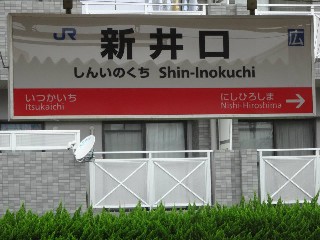 JR 新井口 広
しんいのくち Shin-Inokuchi
いつかいち にしひろしま
Itsukaichi Nishi-Hiroshima